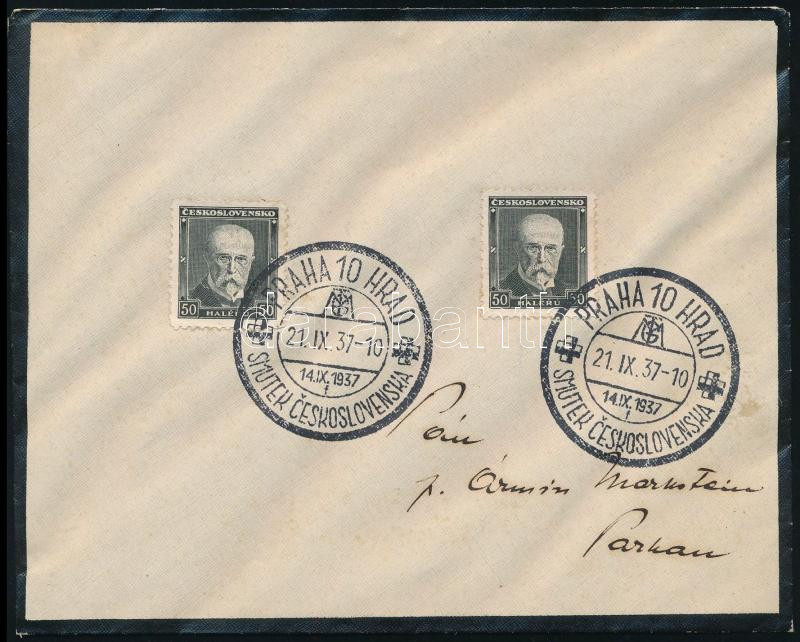 ČESKOSLOVENSKO
50 HALÉŘŮ 50
ČESKOSLOVENSKO
50 HALÉŘŮ 50
PRAHA 10 HRAD
21.IX.37-10
14.IX.1937
†
SMUTEK ČESKOSLOVENSKA
PRAHA 10 HRAD
21.IX.37-10
14.IX.1937
†
SMUTEK ČESKOSLOVENSKA
darabanth
Pán
p. Ármin Markstein
Parkan